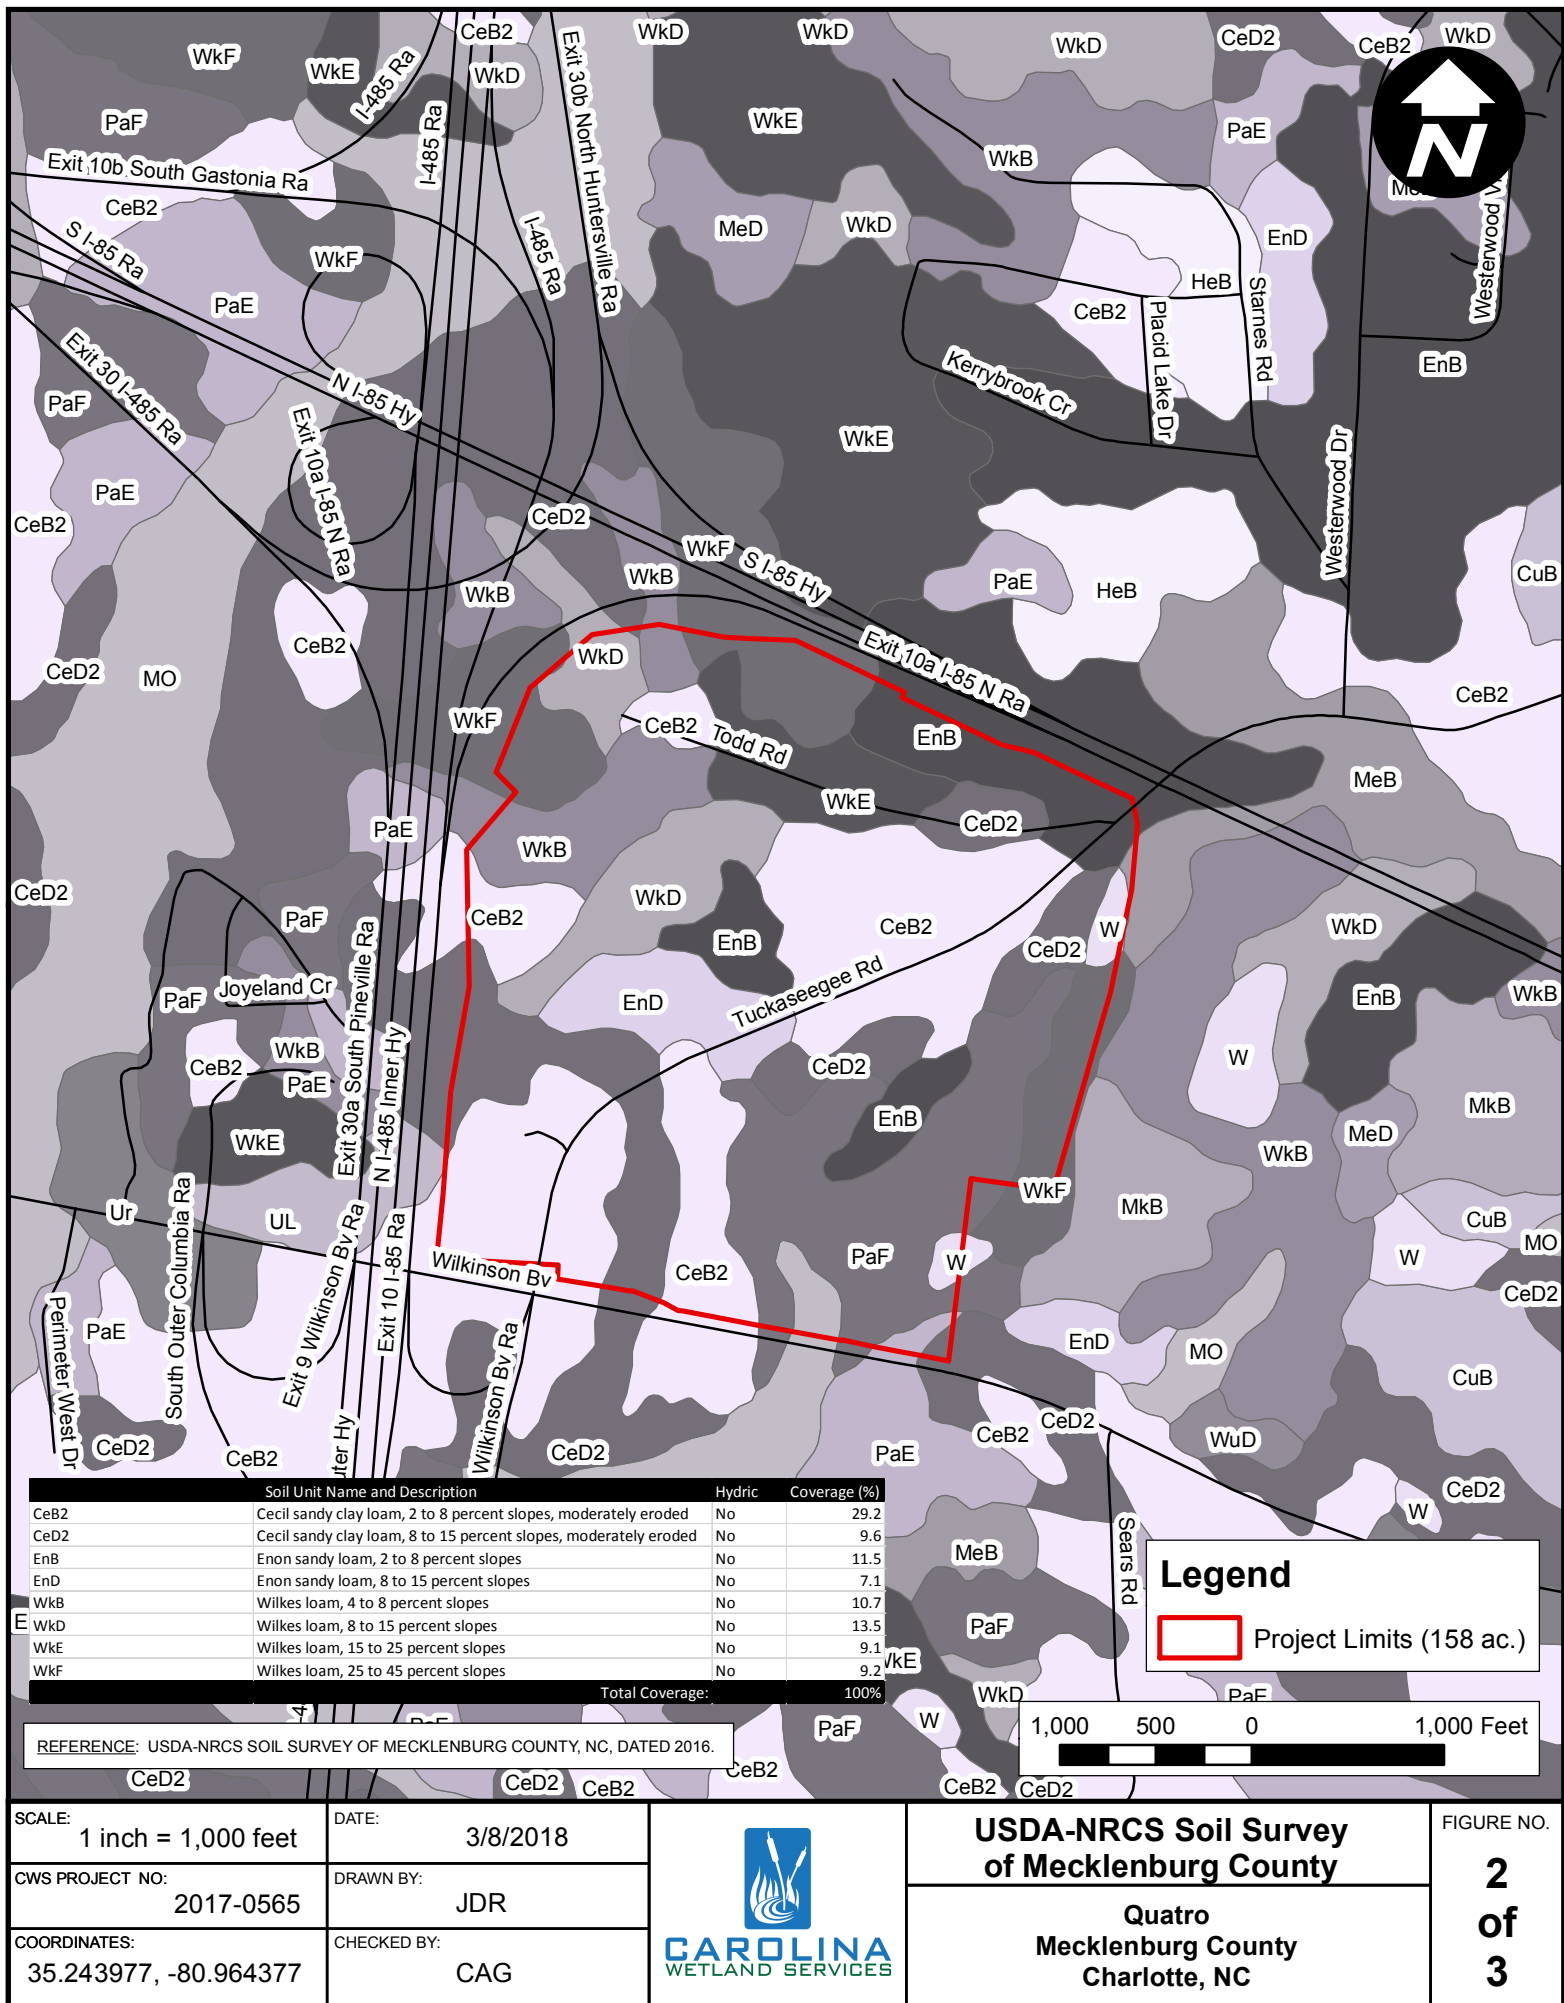 WkF
WkE
I-485 Ra
CeB2
WkD
WkD
WkD
WkD
CeD2
CeB2
WkD
PaF
I-485 Ra
Exit 30b North Huntersville Ra
WkE
PaE
N
Exit 10b South Gastonia Ra
WkB
CeB2
S I-85 Ra
WkF
I-485 Ra
MeD
WkD
EnD
PaE
HeB
CeB2
Placid Lake Dr
Starnes Rd
EnB
Exit 30 I-485 Ra
N I-85 Hy
Kerrybrook Cr
PaF
Exit 10a I-85 N Ra
WkE
Westerwood Dr
PaE
CeB2
CeD2
WkF
S I-85 Hy
WkB
WkB
PaE
HeB
CuB
CeB2
CeD2
MO
WkD
Exit 10a I-85 N Ra
CeB2
WkF
CeB2
Todd Rd
EnB
MeB
WkE
CeD2
PaE
WkB
CeD2
WkD
CeB2
PaF
CeB2
EnB
CeD2
W
WkD
Exit 30a South Pineville Ra
Joyeland Cr
PaF
EnD
Tuckaseegee Rd
EnB
WkB
WkB
CeB2
PaE
N I-485 Inner Hy
CeD2
W
EnB
MkB
WkE
MeD
WkB
Ur
UL
South Outer Columbia Ra
WkF
MkB
CuB
MO
Exit 9 Wilkinson Bv Ra
Exit 10 I-85 Ra
Wilkinson Bv
CeB2
PaF
W
W
CeD2
Perimeter West Dr
PaE
Wilkinson Bv Ra
EnD
MO
CuB
CeD2
CeB2
uter Hy
CeD2
PaE
CeB2
CeD2
WuD
CeD2
W
Soil Unit Name and Description Hydric Coverage (%)
CeB2 Cecil sandy clay loam, 2 to 8 percent slopes, moderately eroded No 29.2
CeD2 Cecil sandy clay loam, 8 to 15 percent slopes, moderately eroded No 9.6
EnB Enon sandy loam, 2 to 8 percent slopes No 11.5
EnD Enon sandy loam, 8 to 15 percent slopes No 7.1
WkB Wilkes loam, 4 to 8 percent slopes No 10.7
WkD Wilkes loam, 8 to 15 percent slopes No 13.5
WkE Wilkes loam, 15 to 25 percent slopes No 9.1
WkF Wilkes loam, 25 to 45 percent slopes No 9.2
Total Coverage: 100%
MeB
Sears Rd
PaF
WkD
PaF
W
CeB2
CeB2
CeD2
Legend
Project Limits (158 ac.)
1,000 500 0 1,000 Feet
REFERENCE: USDA-NRCS SOIL SURVEY OF MECKLENBURG COUNTY, NC, DATED 2016.
CeD2
CeD2
CeB2
SCALE:
1 inch = 1,000 feet
DATE:
3/8/2018
CWS PROJECT NO:
2017-0565
DRAWN BY:
JDR
COORDINATES:
35.243977, -80.964377
CHECKED BY:
CAG
CAROLINA
WETLAND SERVICES
USDA-NRCS Soil Survey
of Mecklenburg County
Quatro
Mecklenburg County
Charlotte, NC
FIGURE NO.
2
of
3